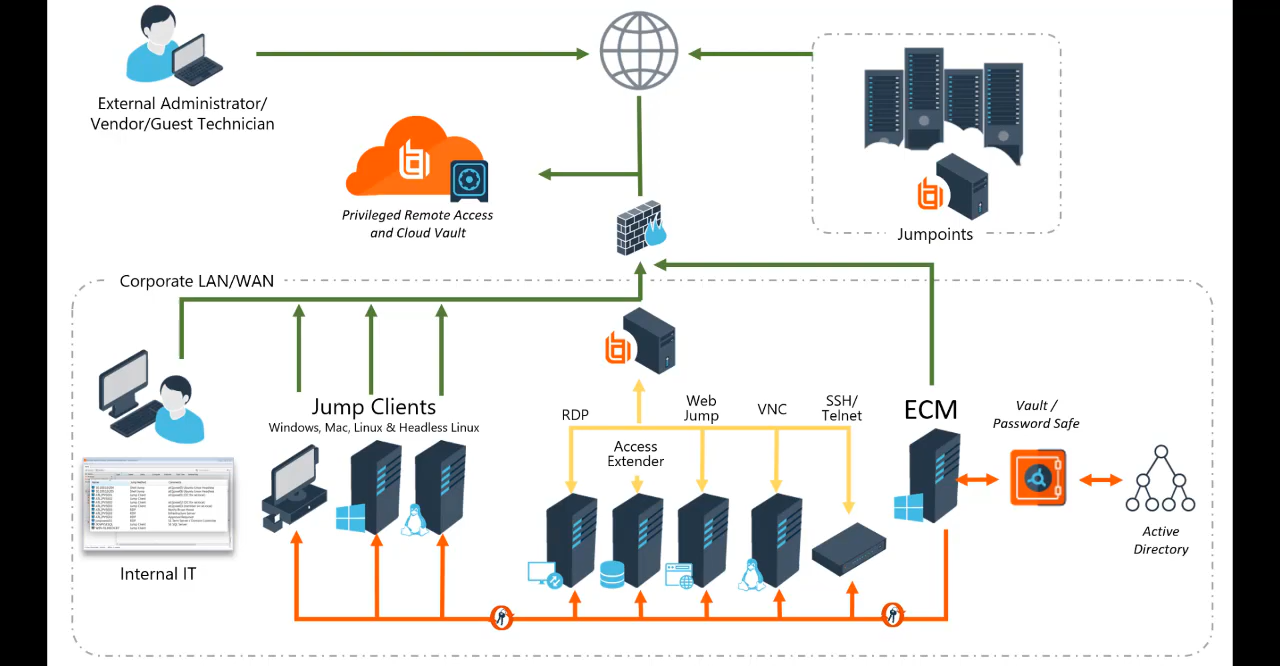 External Administrator/
Vendor/Guest Technician
Privileged Remote Access
and Cloud Vault
Jumpoints
Corporate LAN/WAN
Jump Clients
Windows, Mac, Linux & Headless Linux
RDP
Access
Extender
Web
Jump
VNC
SSH/
Telnet
ECM
Vault /
Password Safe
Active
Directory
Internal IT